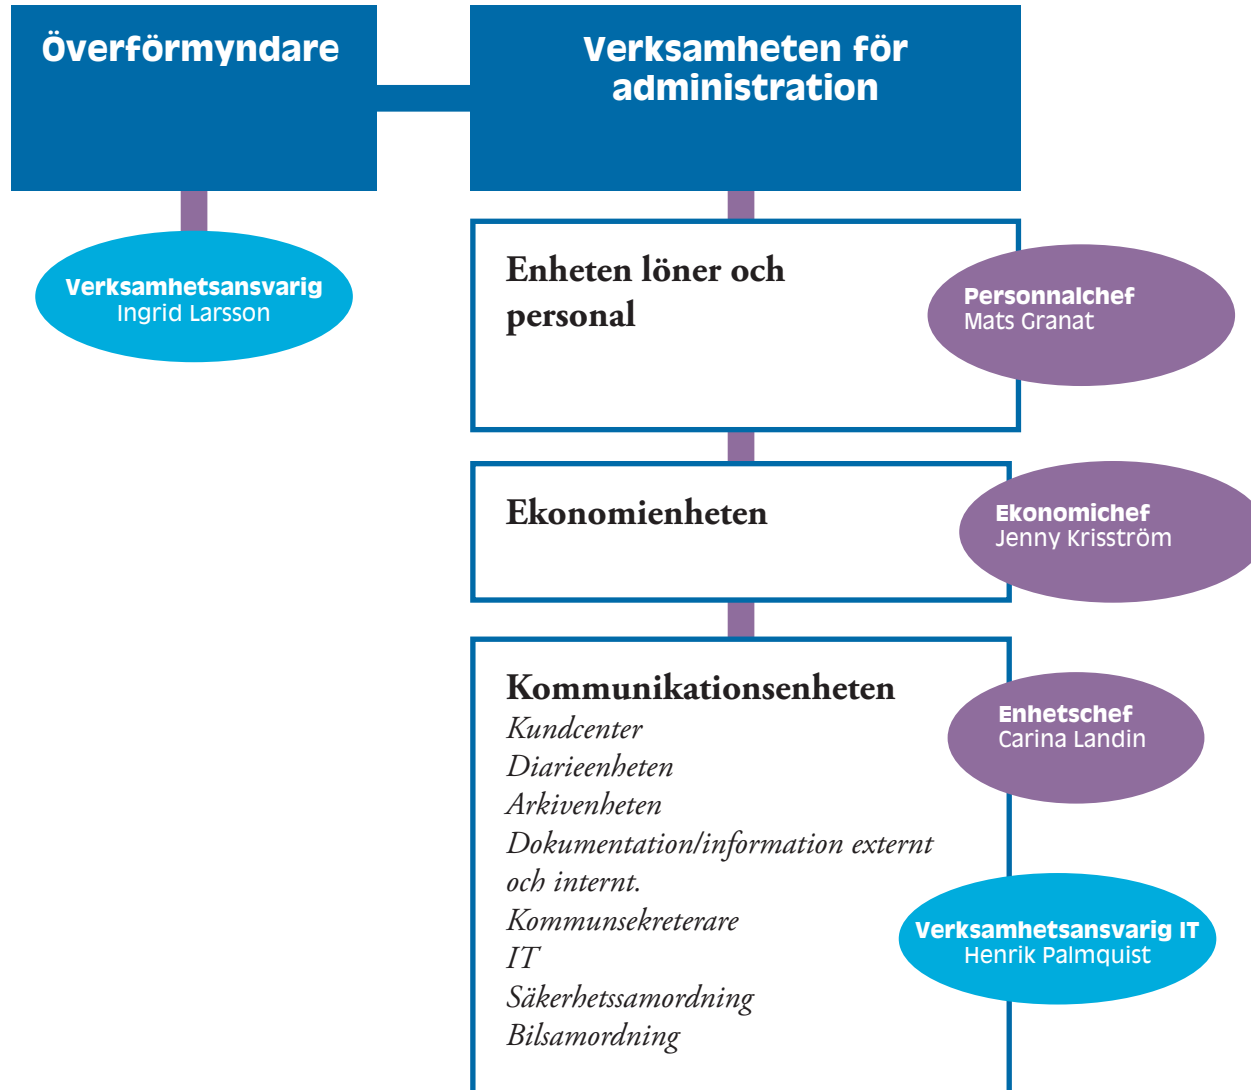 Överförmyndare
Verksamheten för
administration
Verksamhetsansvarig
Ingrid Larsson
Enheten löner och
personal
Personnalchef
Mats Granat
Ekonomienheten
Ekonomichef
Jenny Krisström
Kommunikationsenheten
Kundcenter
Diarieenheten
Arkivenheten
Dokumentation/information externt
och internt.
Kommunsekreterare
IT
Säkerhetssamordning
Bilsamordning
Enhetschef
Carina Landin
Verksamhetsansvarig IT
Henrik Palmquist